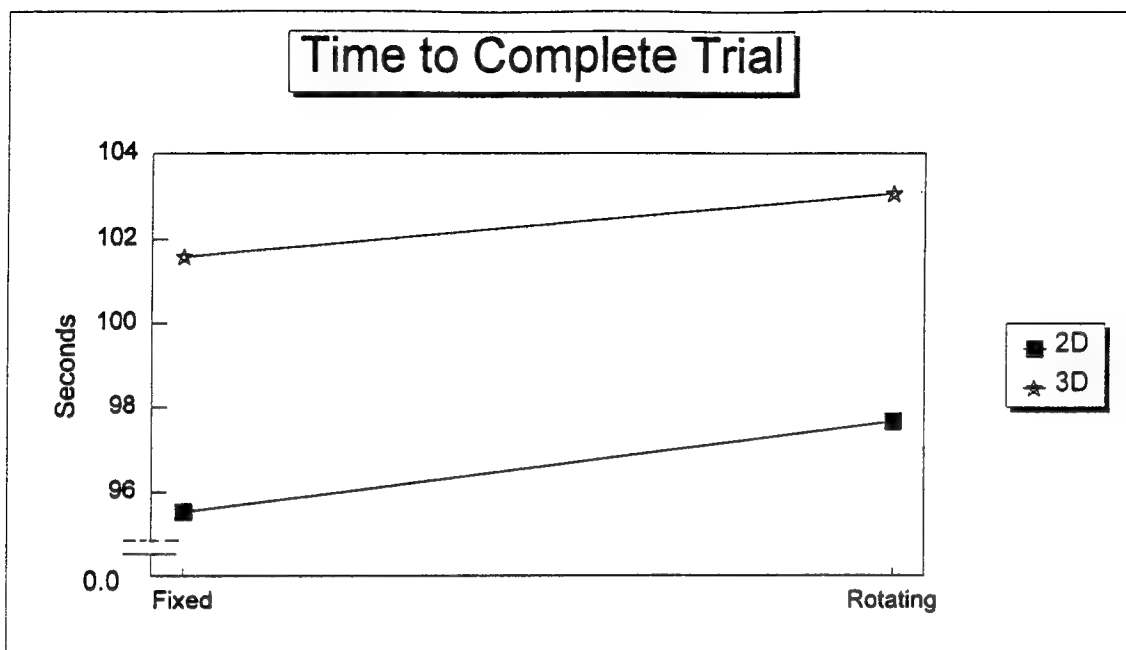 Time to Complete Trial
104
102
100
98
96
0.0
Seconds
Fixed
Rotating
2D
3D